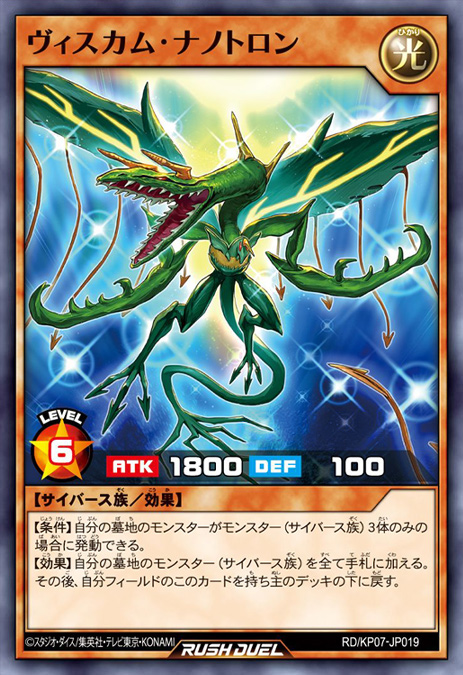 ヴィスカム・ナノトロン
ひかり
光
LEVEL
6
ATK 1800 DEF 100
【サイバース族/効果】
【条件】自分の墓地のモンスターがモンスター(サイバース族)3体のみの
場合に発動できる。
【効果】自分の墓地のモンスター(サイバース族)を全て手札に加える。
その後、自分フィールドのこのカードを持ち主のデッキの下に戻す。
©スタジオ・ダイス/集英社・テレビ東京・KONAMI
RUSH DUEL
RD/KP07-JP019